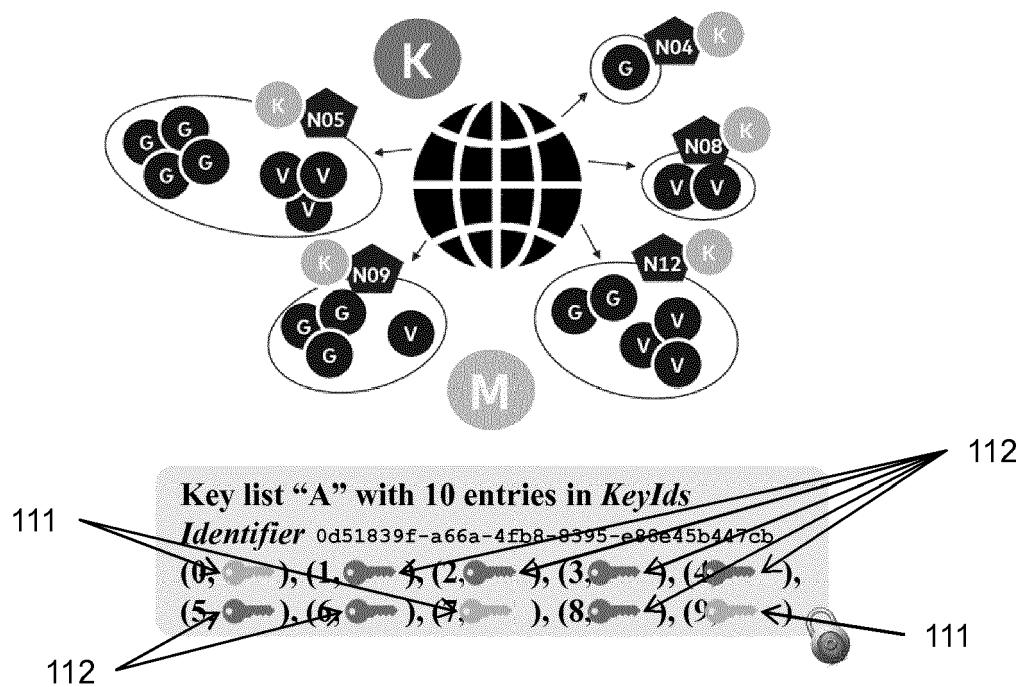 K
G
N04
K
K
N05
G
G
G
G
V
V
V
N08
K
V
V
K
N09
G
G
G
V
N12
K
G
G
V
V
V
M
112
Key list “A” with 10 entries in KeyIds
111
Identifier 0d51839f-a66a-4fb8-8395-e88e45b447cb
(0, ), (1, ), (2, ), (3, ), (4 ),
(5 ), (6, ), (7, ), (8, ), (9 )
111
112